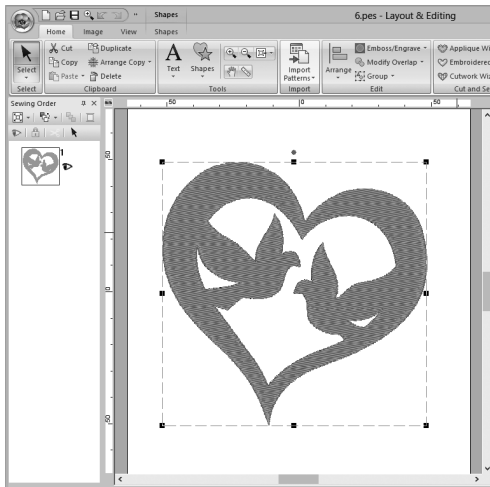 Shapes
6.pes - Layout & Editing
Home Image View Shapes
Select
Cut
Copy
Paste
Duplicate
Arrange Copy
Delete
Text
Shapes
Import
Patterns
Arrange
Emboss/Engrave
Modify Overlap
Group
Applique Wi
Embroidered
Cutwork Wiz
Select Clipboard Tools Import Edit Cut and Se
Sewing Order
1
50 0 50
50
0
50